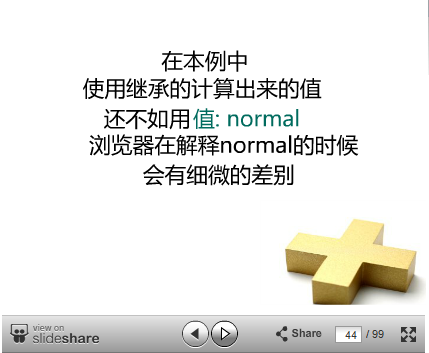 在本例中
使用继承的计算出来的值
还不如用值: normal
浏览器在解释normal的时候
会有细微的差别
view on
slideshare
Share
44 / 99